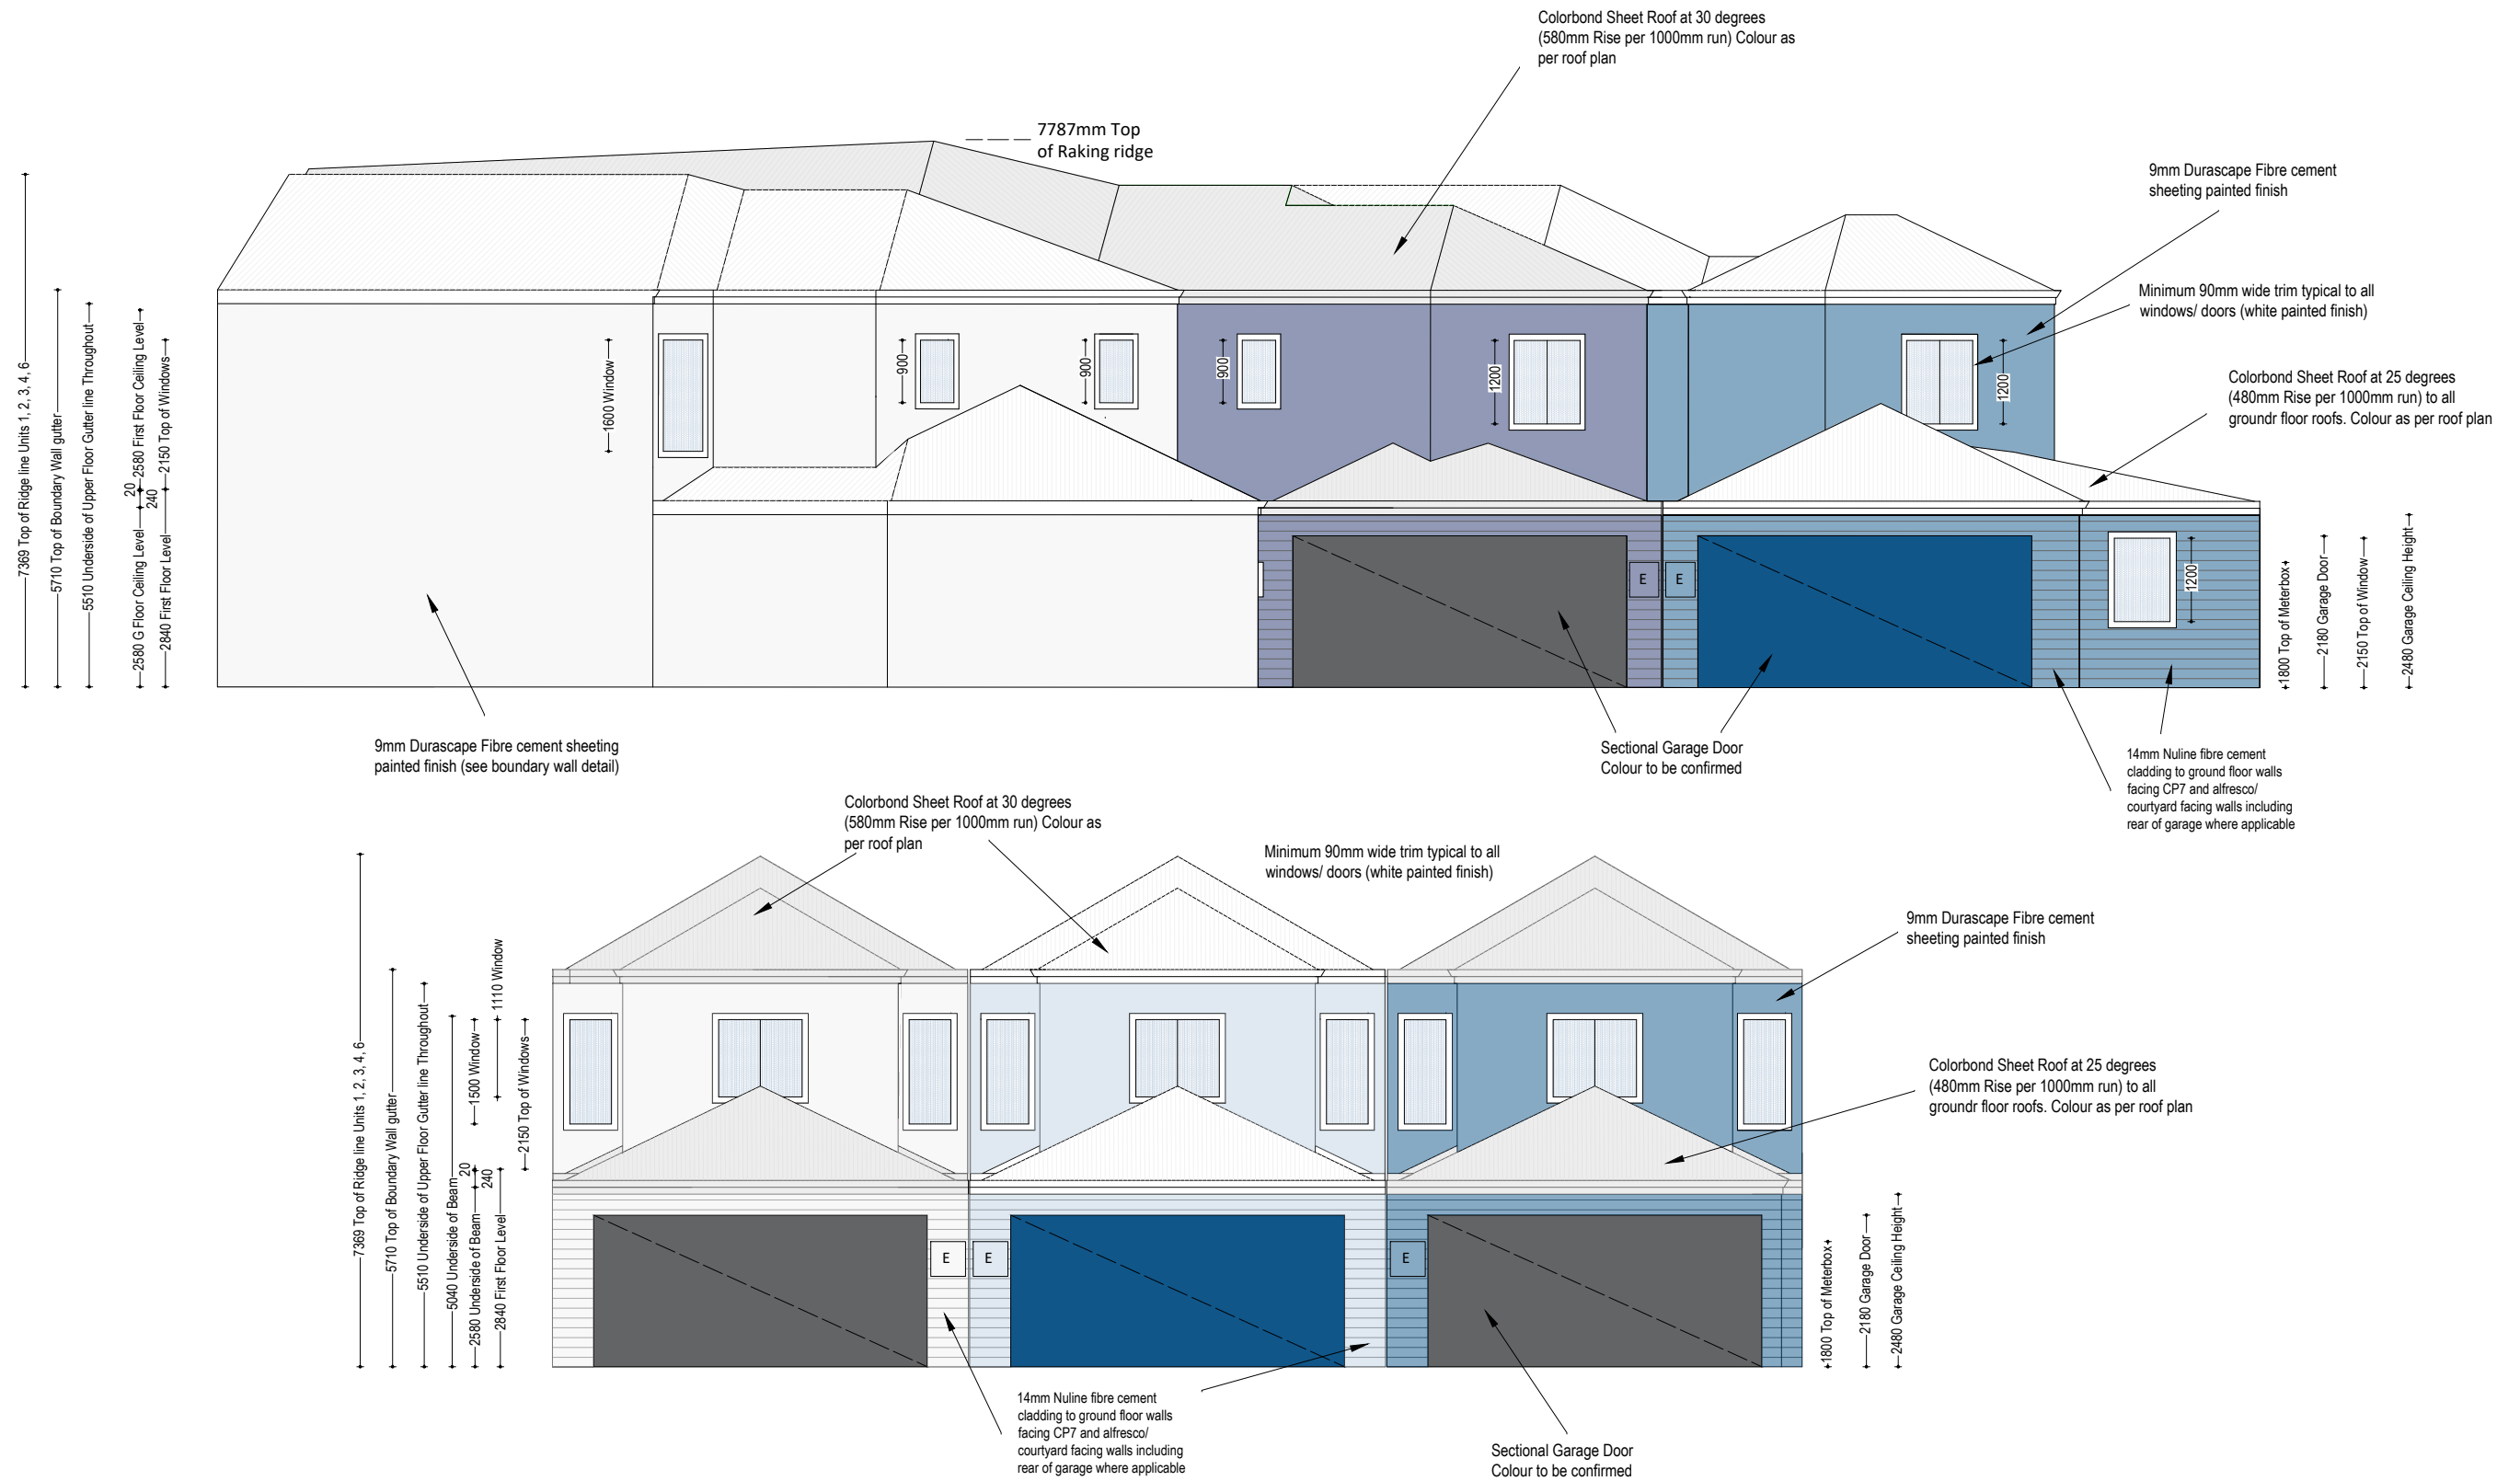 Colorbond Sheet Roof at 30 degrees
(580mm Rise per 1000mm run) Colour as
per roof plan
7787mm Top
of Raking ridge
9mm Durascape Fibre cement
sheeting painted finish
Minimum 90mm wide trim typical to all
windows/ doors (white painted finish)
Colorbond Sheet Roof at 25 degrees
(480mm Rise per 1000mm run) to all
groundr floor roofs. Colour as per roof plan
7369 Top of Ridge line Units 1, 2, 3, 4, 6
5710 Top of Boundary Wall gutter
5510 Underside of Upper Floor Gutter line Throughout
2580 First Floor Ceiling Level
20
2580 G Floor Ceiling Level
2150 Top of Windows
240
2840 First Floor Level
1600 Window
900
900
900
1200
1200
1200
E
E
1800 Top of Meterbox
2180 Garage Door
2150 Top of Window
2480 Garage Ceiling Height
9mm Durascape Fibre cement sheeting
painted finish (see boundary wall detail)
Sectional Garage Door
Colour to be confirmed
14mm Nuline fibre cement
cladding to ground floor walls
facing CP7 and alfresco/
courtyard facing walls including
rear of garage where applicable
Colorbond Sheet Roof at 30 degrees
(580mm Rise per 1000mm run) Colour as
per roof plan
Minimum 90mm wide trim typical to all
windows/ doors (white painted finish)
9mm Durascape Fibre cement
sheeting painted finish
Colorbond Sheet Roof at 25 degrees
(480mm Rise per 1000mm run) to all
groundr floor roofs. Colour as per roof plan
7369 Top of Ridge line Units 1, 2, 3, 4, 6
5710 Top of Boundary Wall gutter
5510 Underside of Upper Floor Gutter line Throughout
5040 Underside of Beam
1500 Window
20
2580 Underside of Beam
1110 Window
240
2840 First Floor Level
2150 Top of Windows
E
E
E
1800 Top of Meterbox
2180 Garage Door
2480 Garage Ceiling Height
14mm Nuline fibre cement
cladding to ground floor walls
facing CP7 and alfresco/
courtyard facing walls including
rear of garage where applicable
Sectional Garage Door
Colour to be confirmed